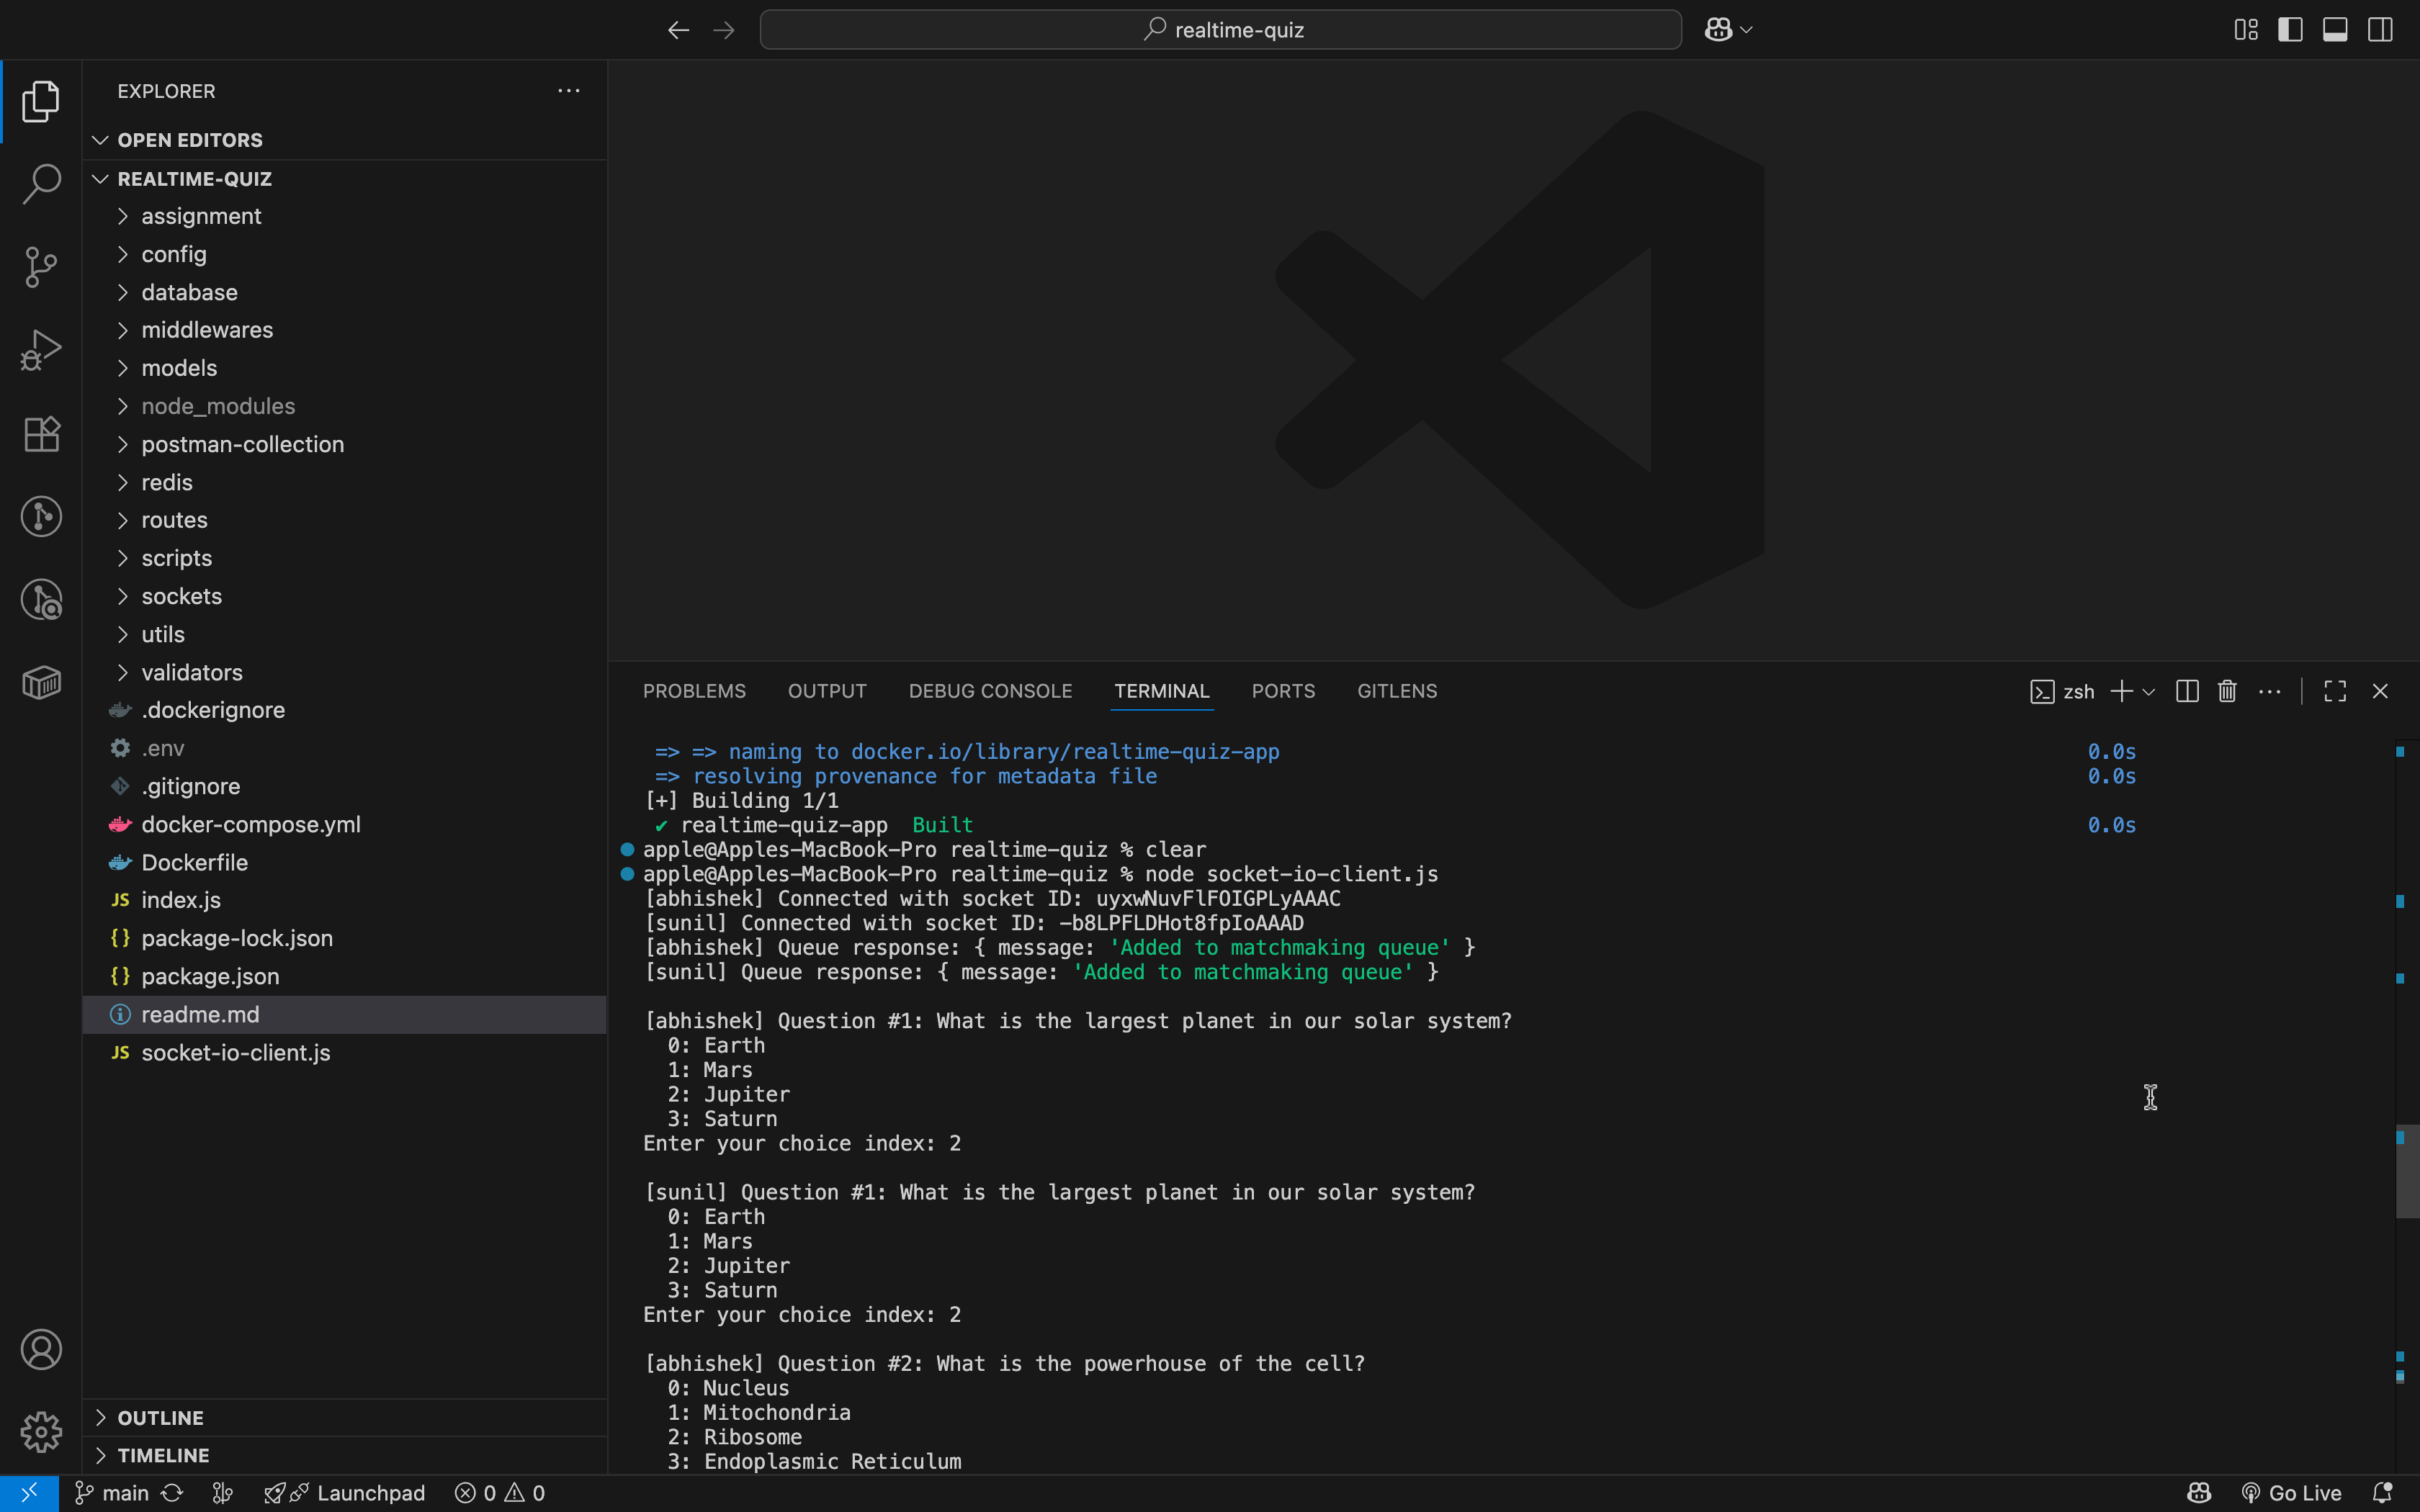 realtime-quiz
EXPLORER
OPEN EDITORS
REALTIME-QUIZ
assignment
config
database
middlewares
models
node_modules
postman-collection
redis
routes
scripts
sockets
utils
validators
.dockerignore
.env
.gitignore
docker-compose.yml
Dockerfile
JS index.js
{} package-lock.json
{} package.json
readme.md
JS socket-io-client.js
OUTLINE
TIMELINE
PROBLEMS OUTPUT DEBUG CONSOLE TERMINAL PORTS GITLENS zsh
=> => naming to docker.io/library/realtime-quiz-app 0.0s
=> resolving provenance for metadata file 0.0s
[+] Building 1/1
✔ realtime-quiz-app Built 0.0s
apple@Apples-MacBook-Pro realtime-quiz % clear
apple@Apples-MacBook-Pro realtime-quiz % node socket-io-client.js
[abhishek] Connected with socket ID: uyxwNuvFlFOIGPLyAAAC
[sunil] Connected with socket ID: -b8LPFLDHot8fpIoAAAD
[abhishek] Queue response: { message: 'Added to matchmaking queue' }
[sunil] Queue response: { message: 'Added to matchmaking queue' }
[abhishek] Question #1: What is the largest planet in our solar system?
0: Earth
1: Mars
2: Jupiter
3: Saturn
Enter your choice index: 2
[sunil] Question #1: What is the largest planet in our solar system?
0: Earth
1: Mars
2: Jupiter
3: Saturn
Enter your choice index: 2
[abhishek] Question #2: What is the powerhouse of the cell?
0: Nucleus
1: Mitochondria
2: Ribosome
3: Endoplasmic Reticulum
main Launchpad 0 0 Go Live